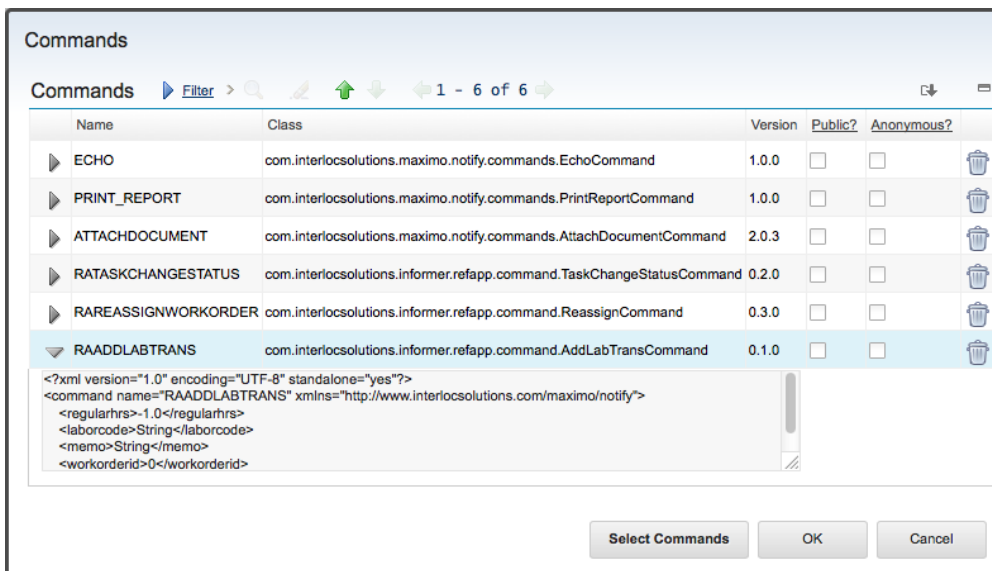 Commands
Commands Filter > 1 - 6 of 6
Name Class Version Public? Anonymous?
ECHO com.interlocsolutions.maximo.notify.commands.EchoCommand 1.0.0
PRINT_REPORT com.interlocsolutions.maximo.notify.commands.PrintReportCommand 1.0.0
ATTACHDOCUMENT com.interlocsolutions.maximo.notify.commands.AttachDocumentCommand 2.0.3
RATASKCHANGESTATUS com.interlocsolutions.informer.refapp.command.TaskChangeStatusCommand 0.2.0
RAREASSIGNWORKORDER com.interlocsolutions.informer.refapp.command.ReassignCommand 0.3.0
RAADDLABTRANS com.interlocsolutions.informer.refapp.command.AddLabTransCommand 0.1.0
<?xml version="1.0" encoding="UTF-8" standalone="yes"?>
<command name="RAADDLABTRANS" xmlns="http://www.interlocsolutions.com/maximo/notify">
<regularhrs>-1.0</regularhrs>
<laborcode>String</laborcode>
<memo>String</memo>
<workorderid>0</workorderid>
Select Commands OK Cancel